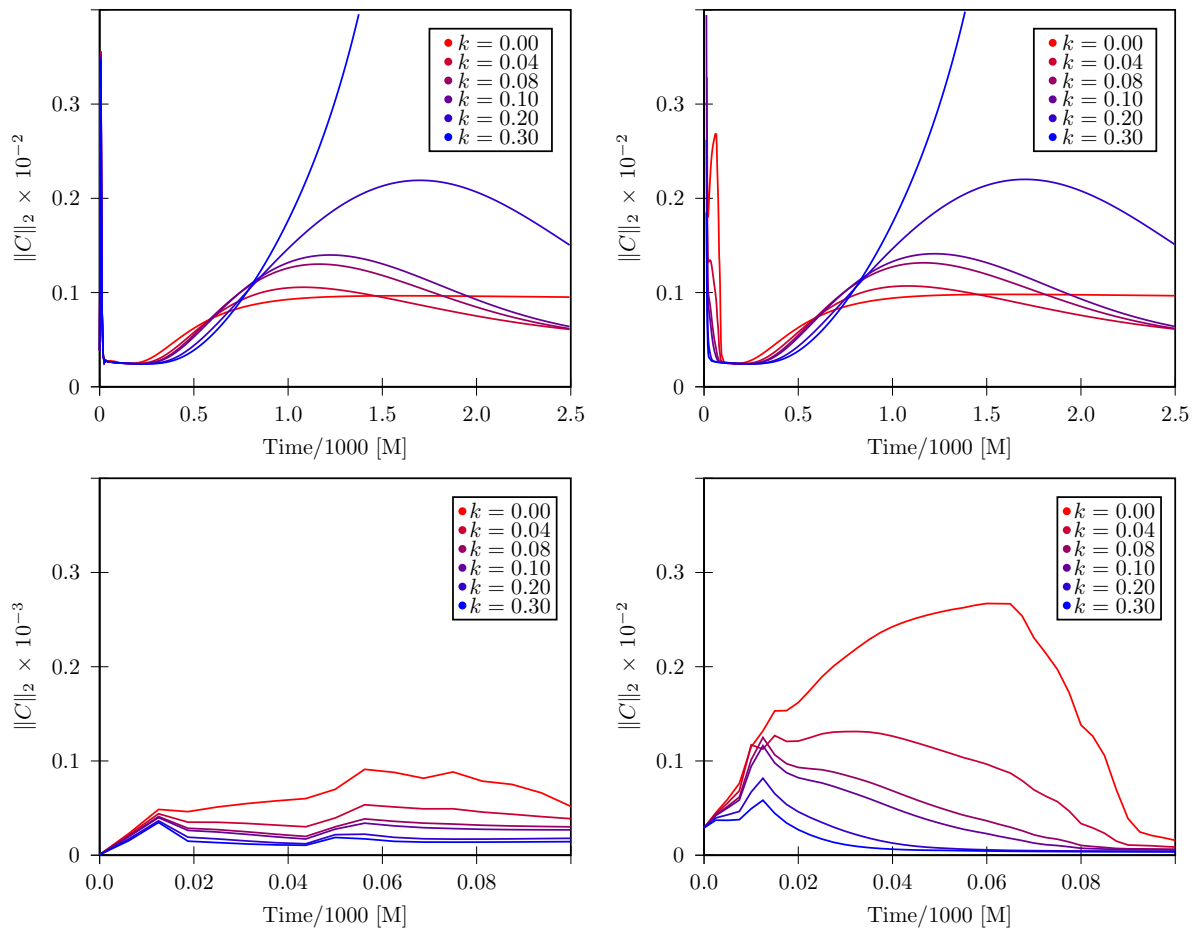 ‖C‖₂ × 10⁻²
0.4
0.3
0.2
0.1
0
0
0.5
1.0
1.5
2.0
2.5
Time/1000 [M]
k = 0.00
k = 0.04
k = 0.08
k = 0.10
k = 0.20
k = 0.30
‖C‖₂ × 10⁻²
0.3
0.2
0.1
0
0
0.5
1.0
1.5
2.0
2.5
Time/1000 [M]
k = 0.00
k = 0.04
k = 0.08
k = 0.10
k = 0.20
k = 0.30
‖C‖₂ × 10⁻³
0.3
0.2
0.1
0
0.0
0.02
0.04
0.06
0.08
Time/1000 [M]
k = 0.00
k = 0.04
k = 0.08
k = 0.10
k = 0.20
k = 0.30
‖C‖₂ × 10⁻²
0.3
0.2
0.1
0
0.0
0.02
0.04
0.06
0.08
Time/1000 [M]
k = 0.00
k = 0.04
k = 0.08
k = 0.10
k = 0.20
k = 0.30